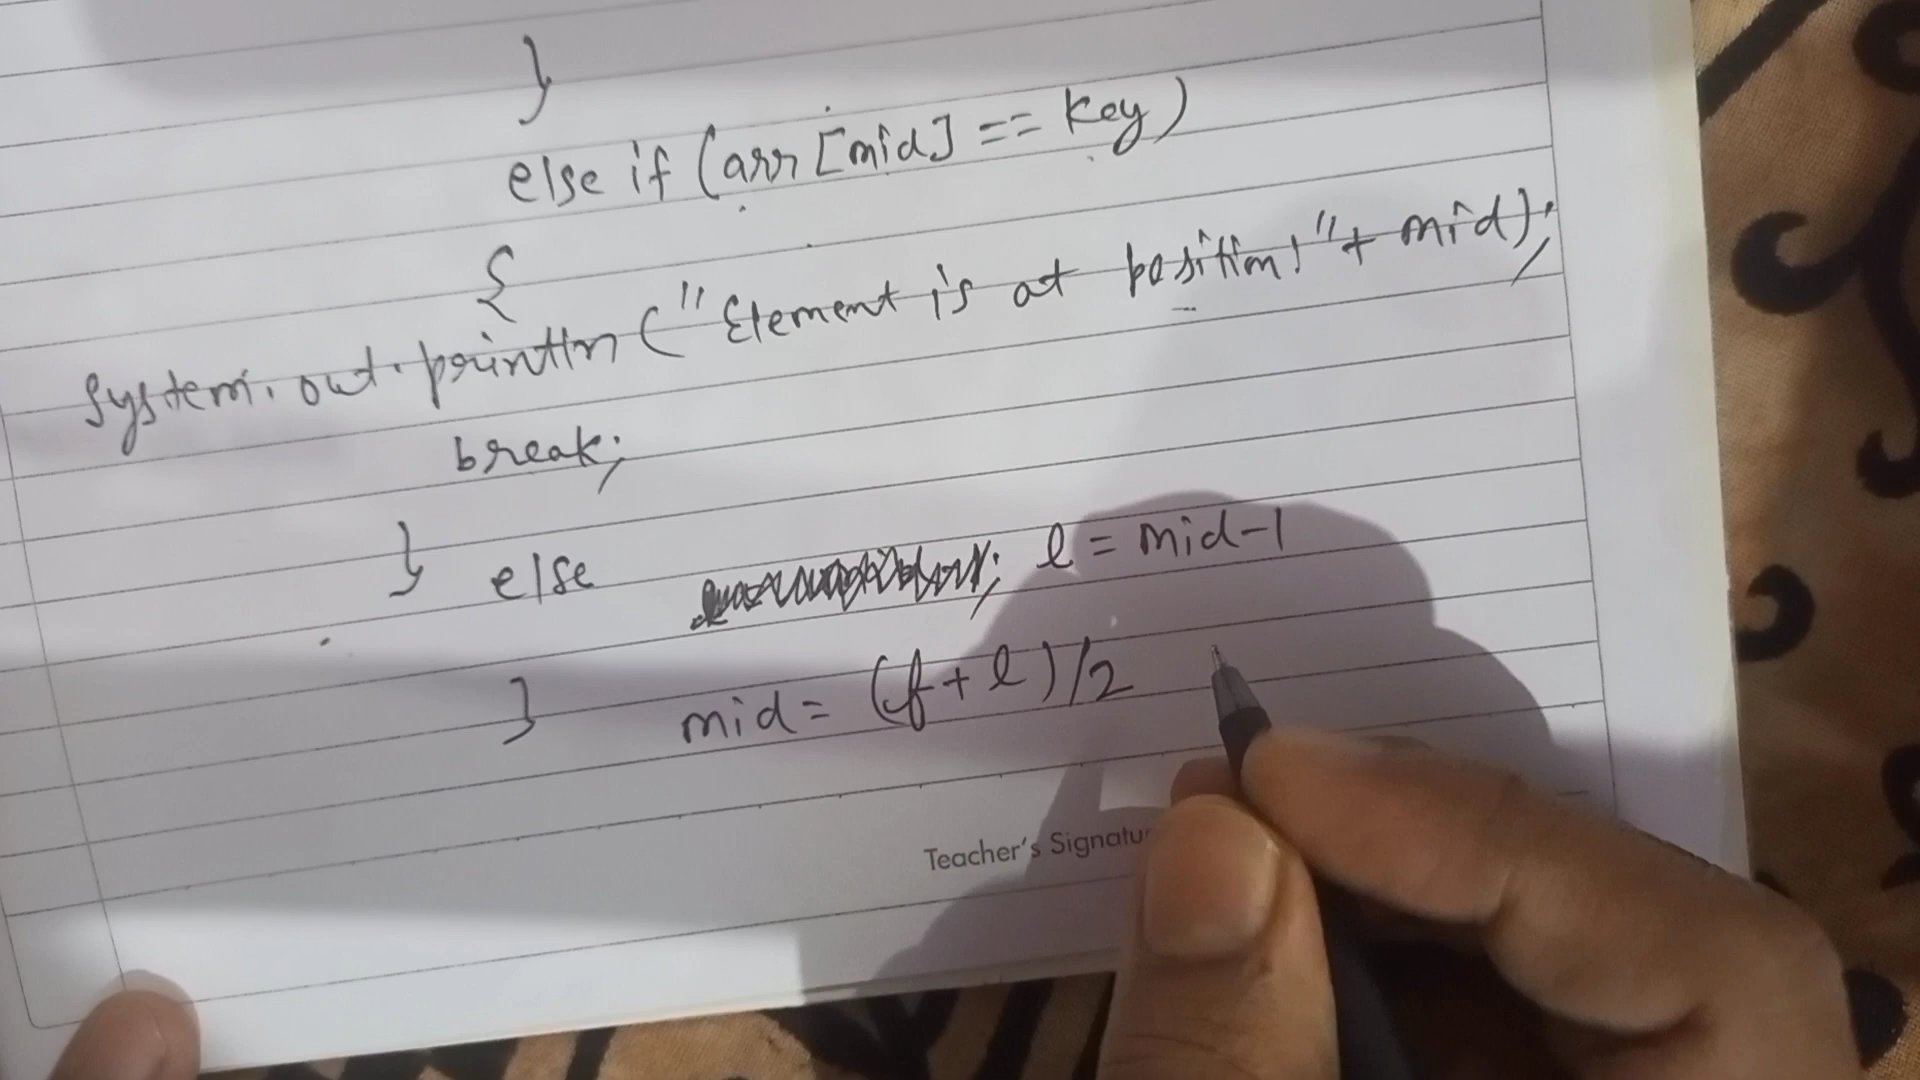 }
else if (arr[mid] == key)
{
System.out.println("Element is at position!"+ mid);
break;
} else l = mid-1
} mid = (f+l)/2
Teacher's